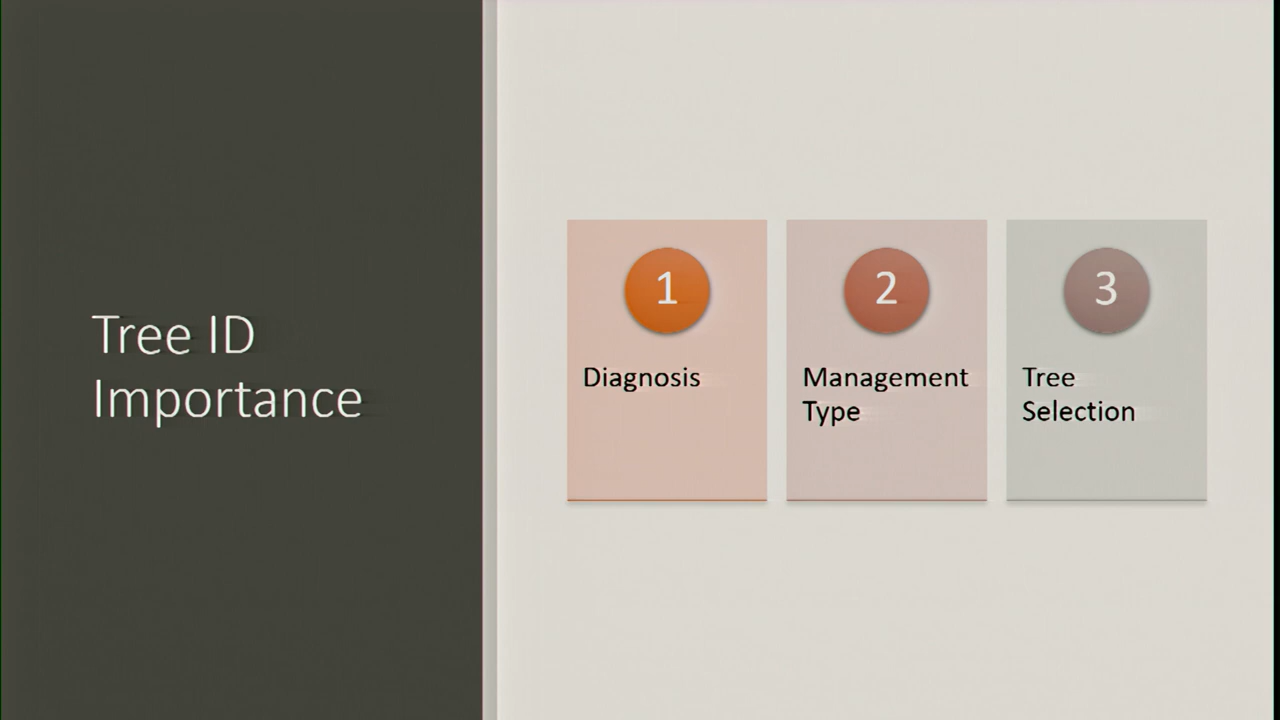 Tree ID
Importance
1
Diagnosis
2
Management
Type
3
Tree
Selection